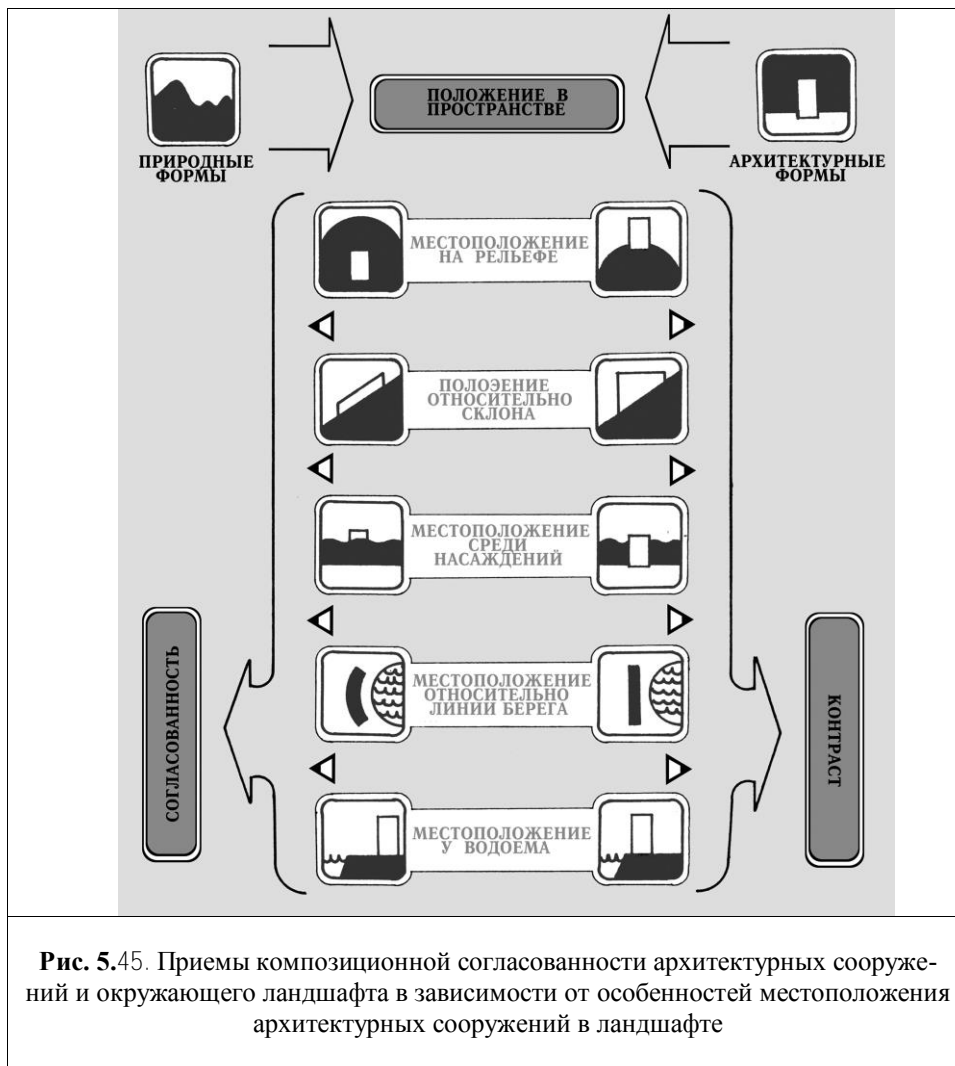 ПОЛОЖЕНИЕ В
ПРОСТРАНСТВЕ
ПРИРОДНЫЕ
ФОРМЫ
АРХИТЕКТУРНЫЕ
ФОРМЫ
МЕСТОПОЛОЖЕНИЕ
НА РЕЛЬЕФЕ
ПОЛОЭЕНИЕ
ОТНОСИТЕЛЬНО
СКЛОНА
МЕСТОПОЛОЖЕНИЕ
СРЕДИ
НАСАЖДЕНИЙ
МЕСТОПОЛОЖЕНИЕ
ОТНОСИТЕЛЬНО
ЛИНИИ БЕРЕГА
МЕСТОПОЛОЖЕНИЕ
У ВОДОЕМА
СОГЛАСОВАННОСТЬ
КОНТРАСТ
Рис. 5.45. Приемы композиционной согласованности архитектурных сооруже-
ний и окружающего ландшафта в зависимости от особенностей местоположения
архитектурных сооружений в ландшафте